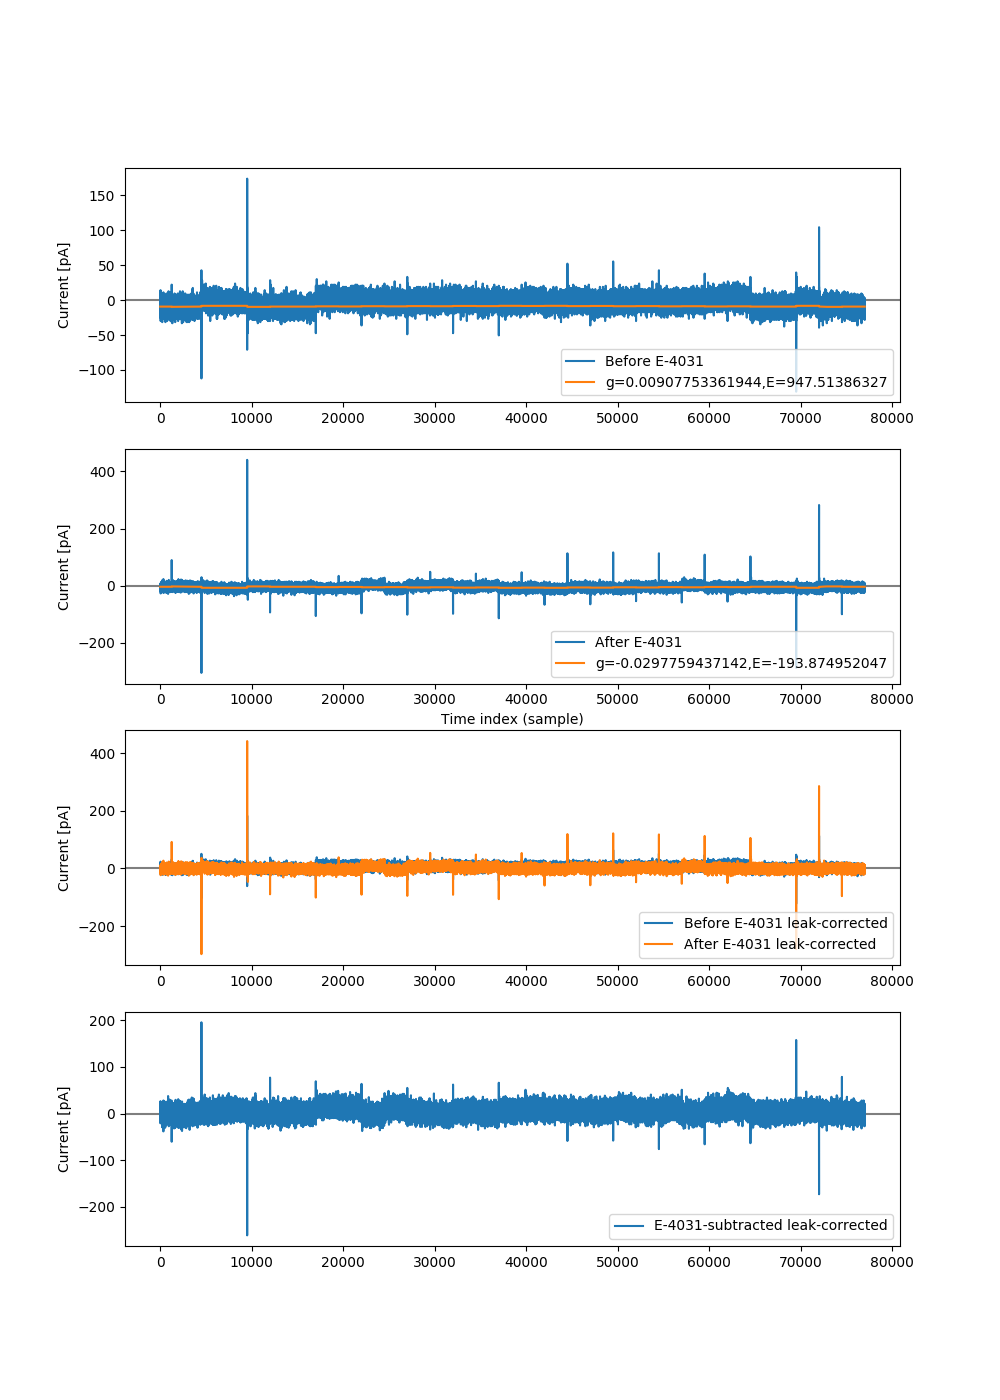 Current [pA]
150
100
50
0
−50
−100
Before E-4031
g=0.00907753361944,E=947.51386327
0 10000 20000 30000 40000 50000 60000 70000 80000
Current [pA]
400
200
0
−200
After E-4031
g=-0.0297759437142,E=-193.874952047
0 10000 20000 30000 40000 50000 60000 70000 80000
Time index (sample)
Current [pA]
400
200
0
−200
Before E-4031 leak-corrected
After E-4031 leak-corrected
0 10000 20000 30000 40000 50000 60000 70000 80000
Current [pA]
200
100
0
−100
−200
E-4031-subtracted leak-corrected
0 10000 20000 30000 40000 50000 60000 70000 80000